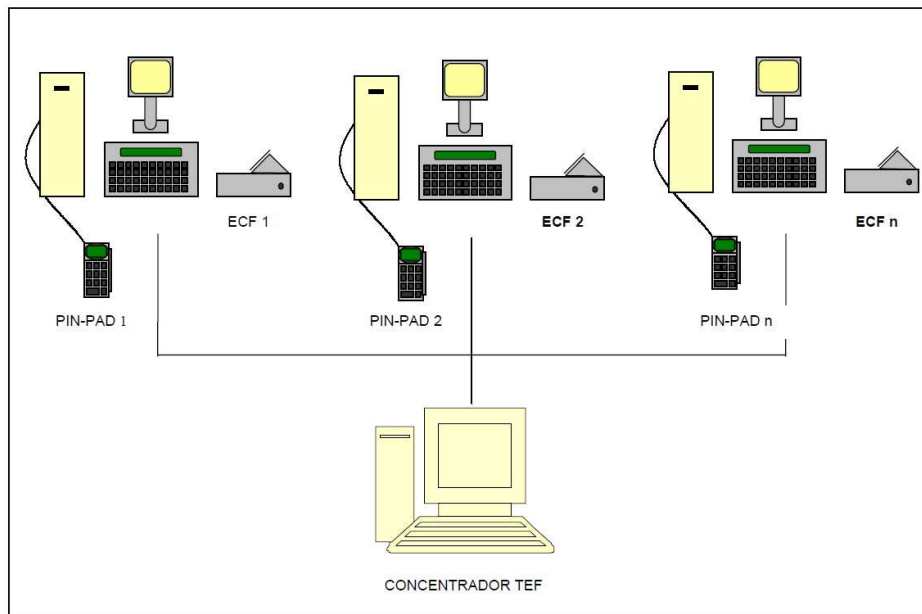 ECF 1
ECF 2
ECF n
PIN-PAD 1
PIN-PAD 2
PIN-PAD n
CONCENTRADOR TEF